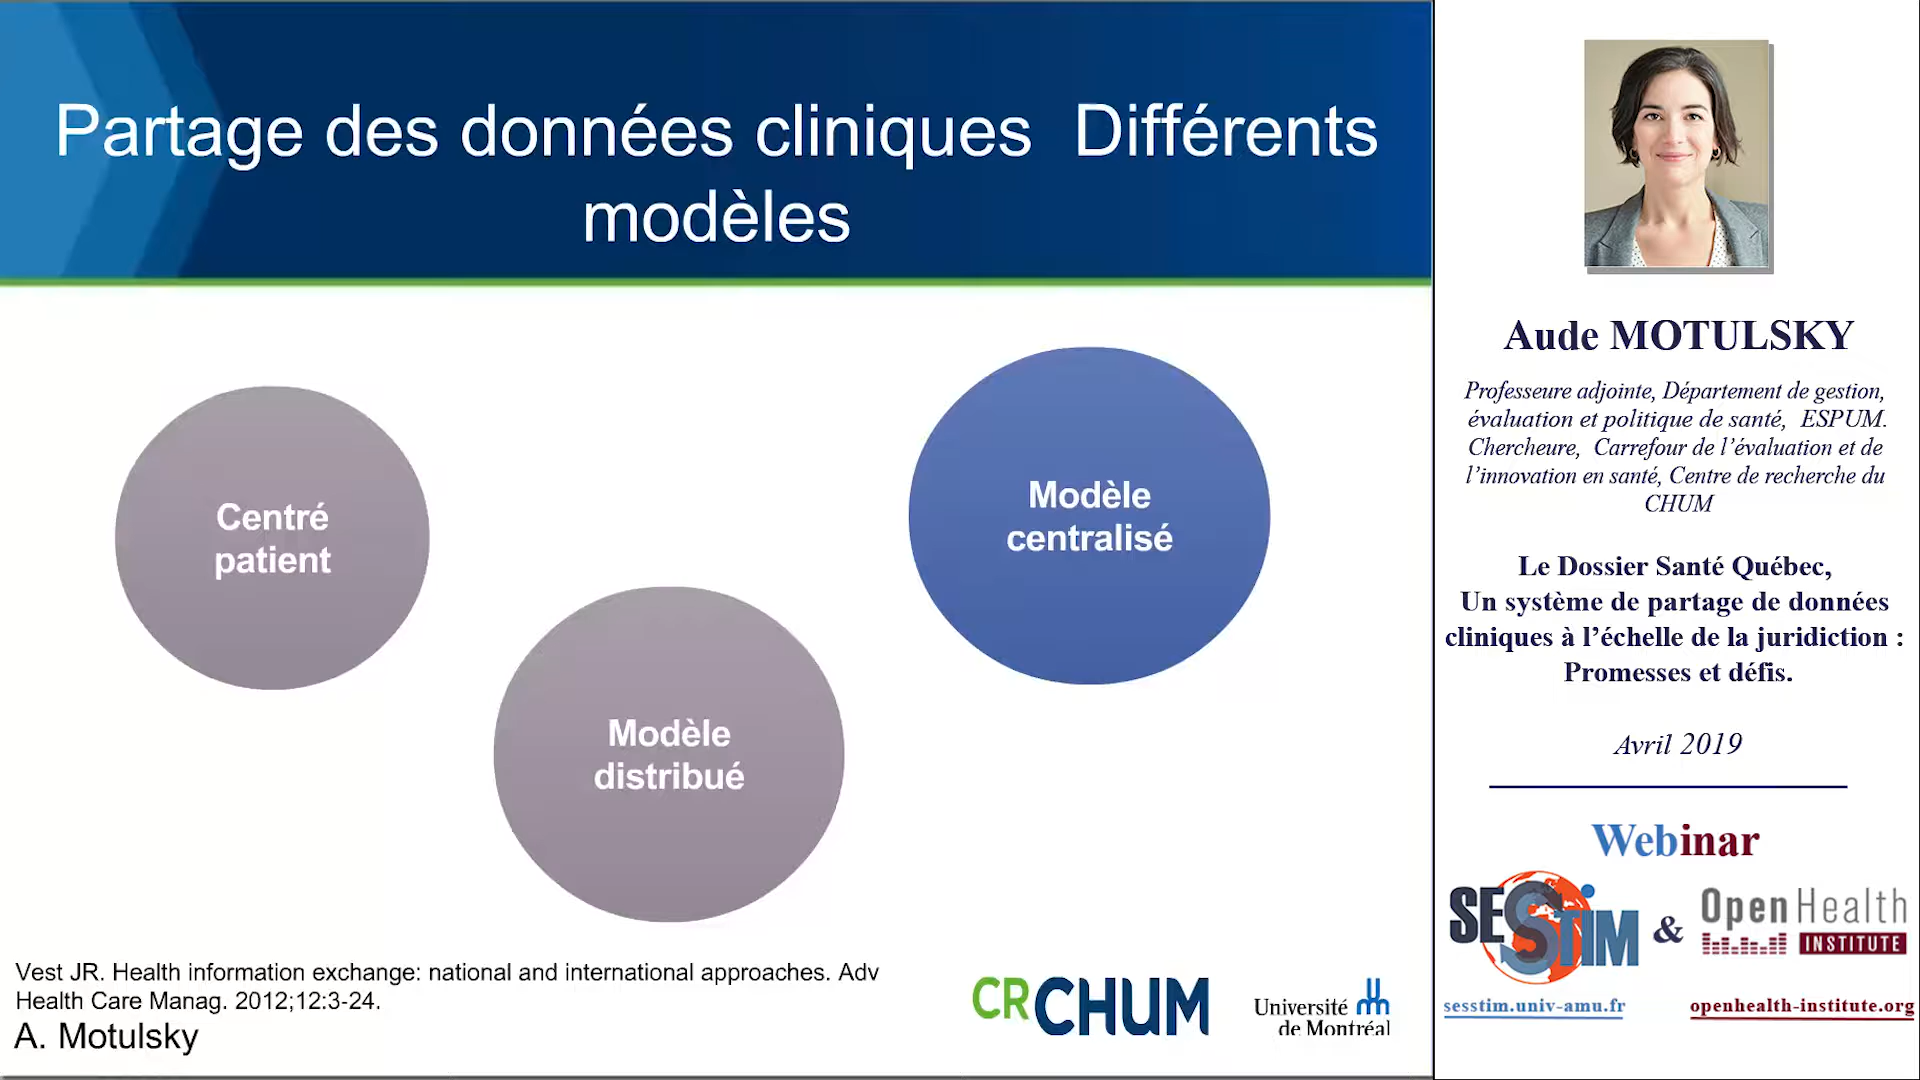 Partage des données cliniques  Différents
modèles
Centré
patient
Modèle
distribué
Modèle
centralisé
Vest JR. Health information exchange: national and international approaches. Adv
Health Care Manag. 2012;12:3-24.
A. Motulsky
CRCHUM
Université
de Montréal
Aude MOTULSKY
Professeure adjointe, Département de gestion,
évaluation et politique de santé,  ESPUM.
Chercheure,  Carrefour de l’évaluation et de
l’innovation en santé, Centre de recherche du
CHUM
Le Dossier Santé Québec,
Un système de partage de données
cliniques à l’échelle de la juridiction :
Promesses et défis.
Avril 2019
Webinar
SESSTIM & Open Health
INSTITUTE
sesstim.univ-amu.fr
openhealth-institute.org